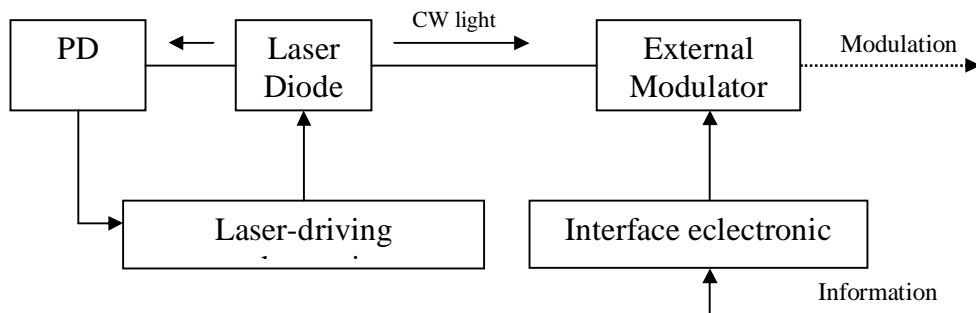 CW light
PD
Laser
Diode
External
Modulator
Modulation
Laser-driving
Interface eclectronic
Information